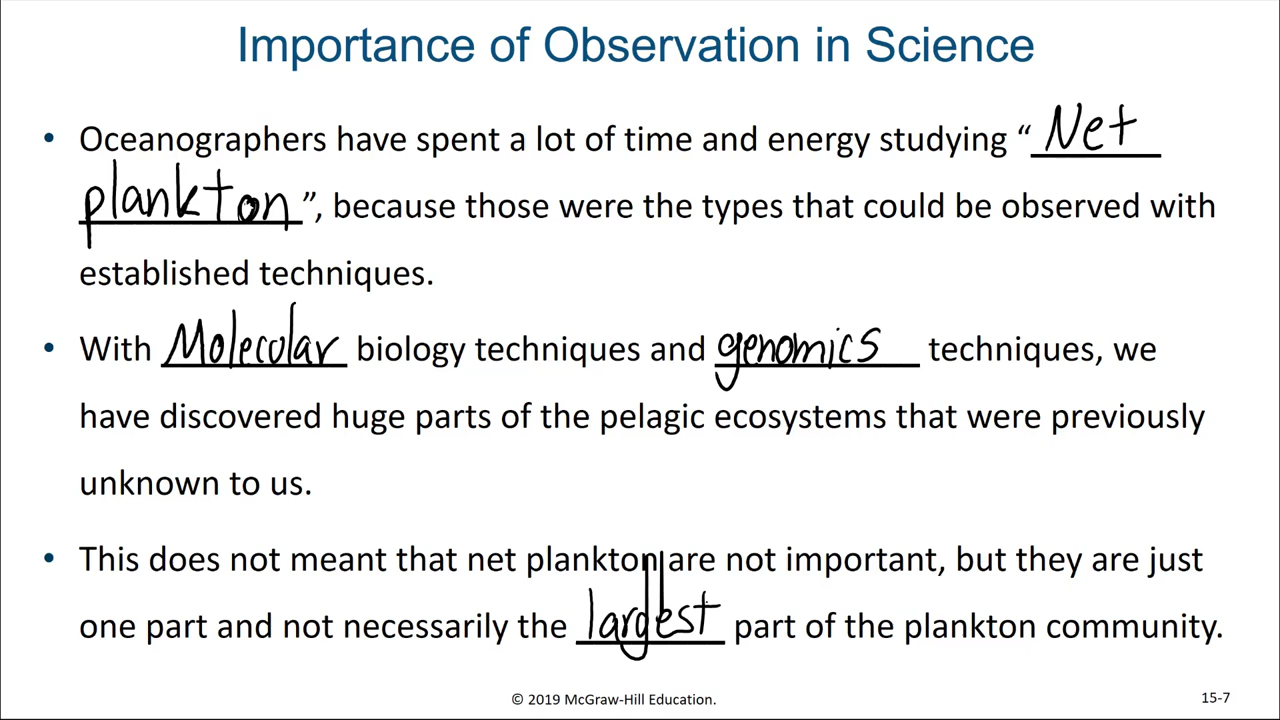 Importance of Observation in Science
• Oceanographers have spent a lot of time and energy studying “Net
plankton”, because those were the types that could be observed with
established techniques.
• With Molecular biology techniques and genomics techniques, we
have discovered huge parts of the pelagic ecosystems that were previously
unknown to us.
• This does not meant that net plankton are not important, but they are just
one part and not necessarily the largest part of the plankton community.
© 2019 McGraw-Hill Education.
15-7